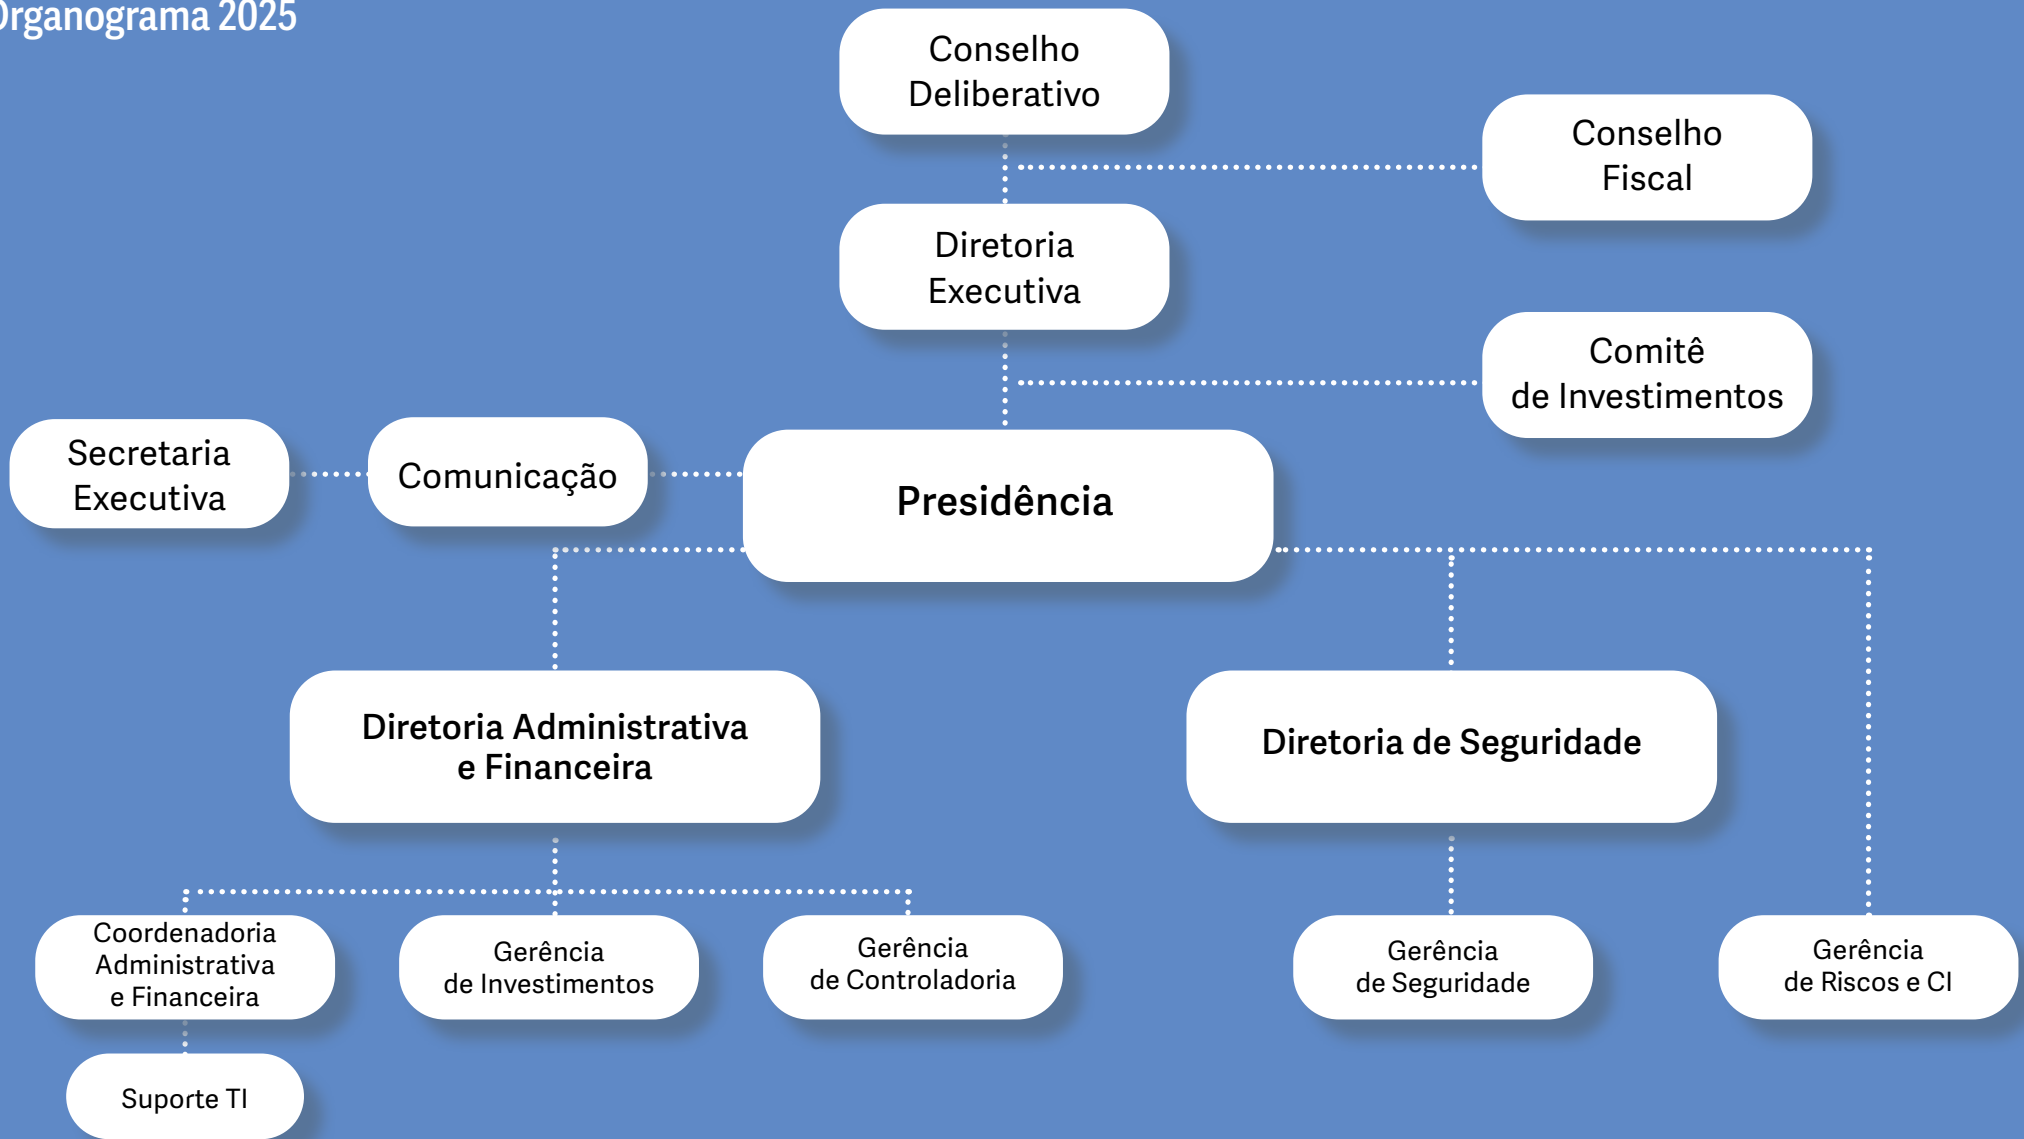 Organograma 2025
Conselho
Deliberativo
Conselho
Fiscal
Diretoria
Executiva
Comitê
de Investimentos
Secretaria
Executiva
Comunicação
Presidência
Diretoria Administrativa
e Financeira
Diretoria de Seguridade
Coordenadoria
Administrativa
e Financeira
Gerência
de Investimentos
Gerência
de Controladoria
Gerência
de Seguridade
Gerência
de Riscos e CI
Suporte TI